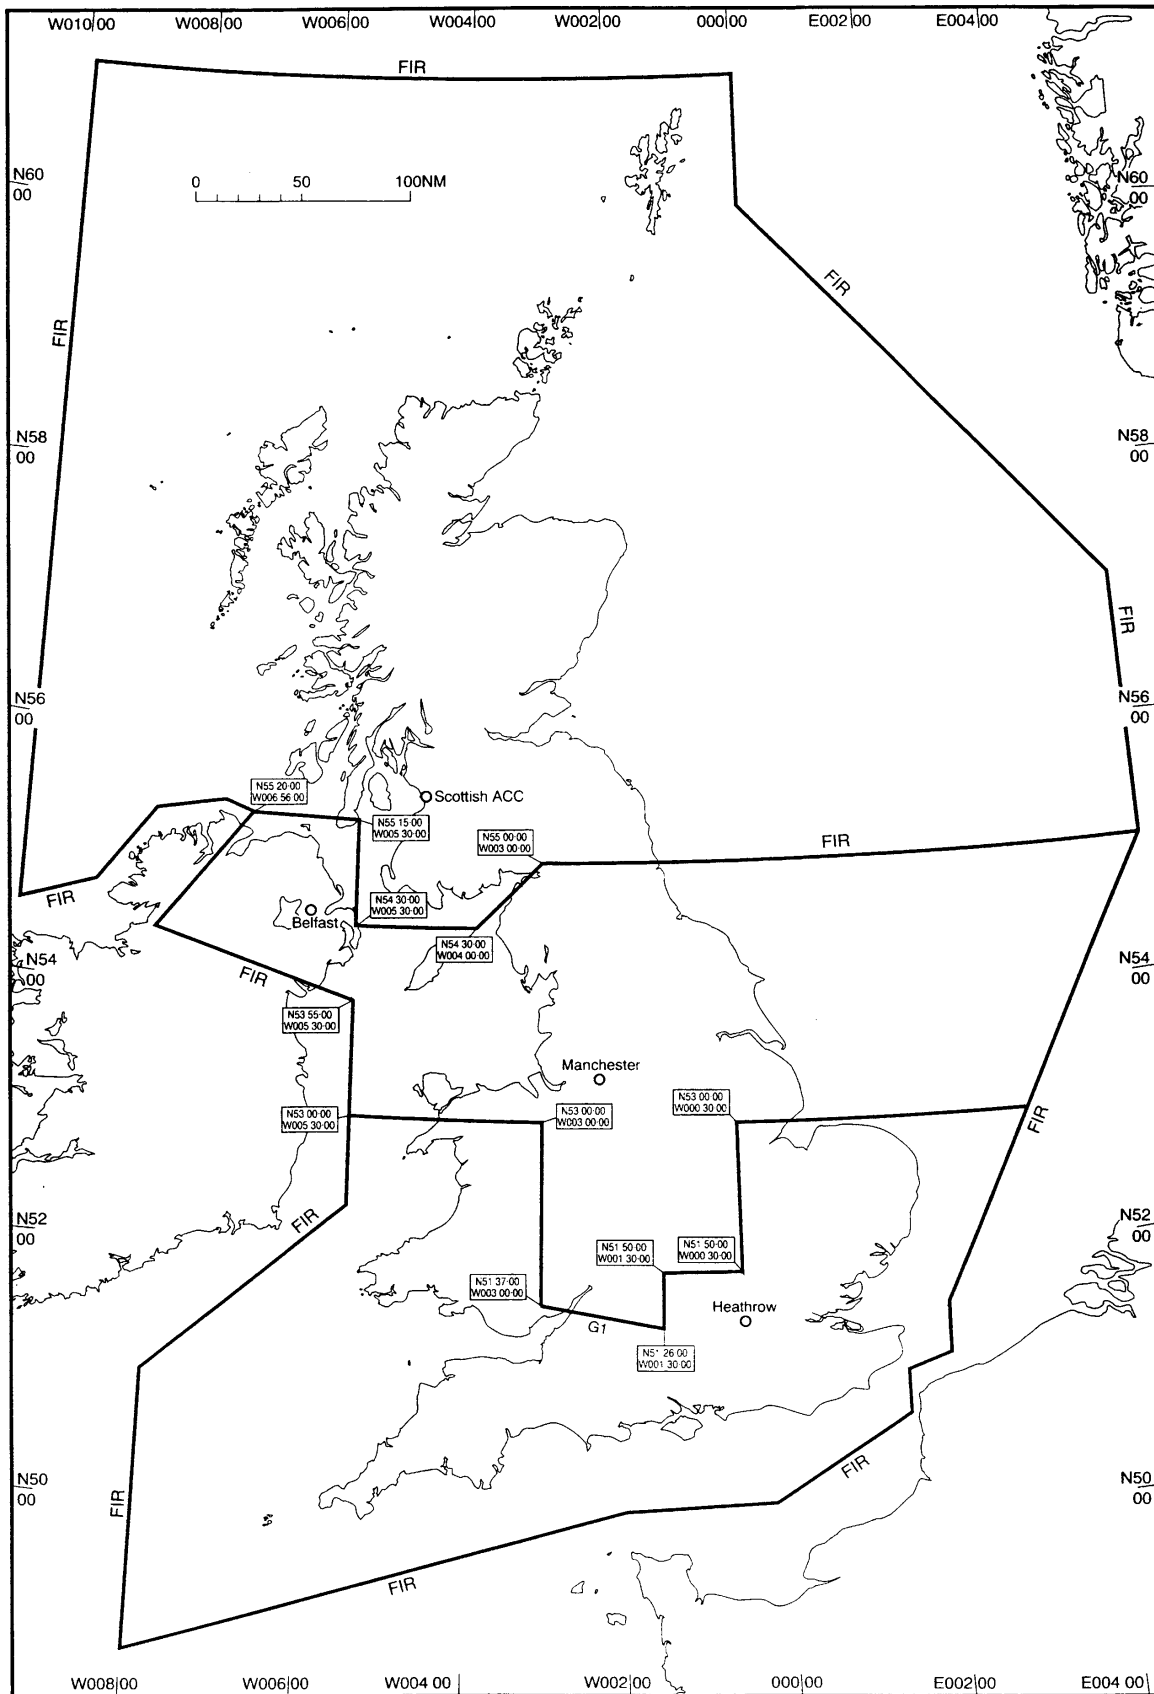 W010 00 W008 00 W006 00 W004 00 W002 00 000 00 E002 00 E004 00
FIR
N60
00
0 50 100NM
N60
00
FIR
FIR
N58
00
N58
00
FIR
N56
00
N56
00
N55 20·00
W006 56 00
Scottish ACC
N55 15·00
W005 30·00
N55 00·00
W003 00·00
FIR
FIR
N54 30·00
W005 30·00
Belfast
N54 30·00
W004 00·00
FIR
N54
00
N54
00
N53 55·00
W005 30·00
Manchester
N53 00·00
W005 30·00
N53 00·00
W003 00·00
N53 00·00
W000 30·00
FIR
FIR
N52
00
N52
00
N51 50·00
W001 30·00
N51 50·00
W000 30·00
N51 37·00
W003 00·00
Heathrow
G1
N51 26 00
W001 30 00
FIR
N50
00
N50
00
FIR
FIR
W008 00 W006 00 W004 00 W002 00 000 00 E002 00 E004 00